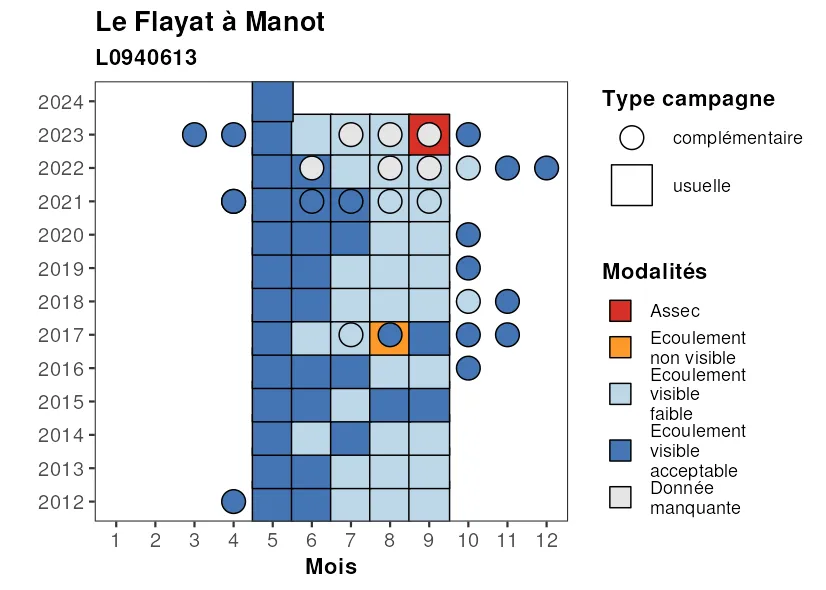 Le Flayat à Manot
L0940613
2024
2023
2022
2021
2020
2019
2018
2017
2016
2015
2014
2013
2012
1 2 3 4 5 6 7 8 9 10 11 12
Mois
Type campagne
complémentaire
usuelle
Modalités
Assec
Ecoulement
non visible
Ecoulement
visible
faible
Ecoulement
visible
acceptable
Donnée
manquante